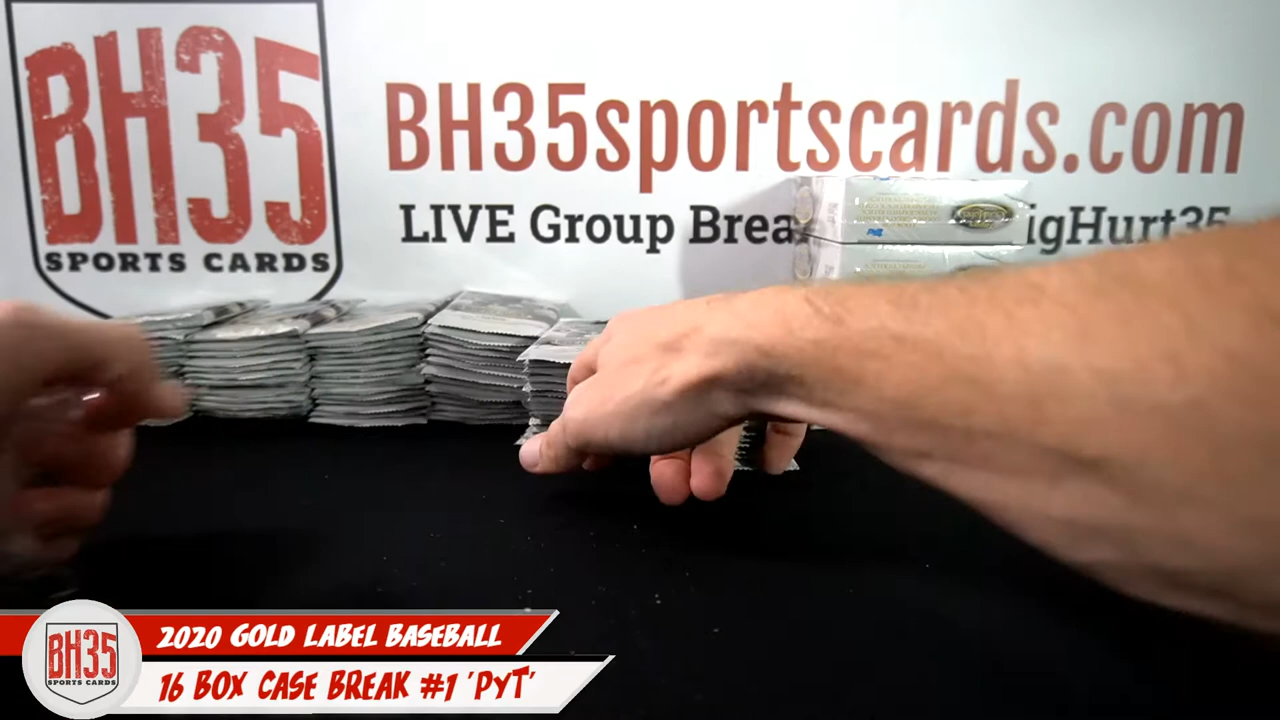 BH35
SPORTS CARDS
BH35sportscards.com
LIVE Group Brea igHurt35
BH35
SPORTS CARDS
2020 GOLD LABEL BASEBALL
16 BOX CASE BREAK #1 'PYT'